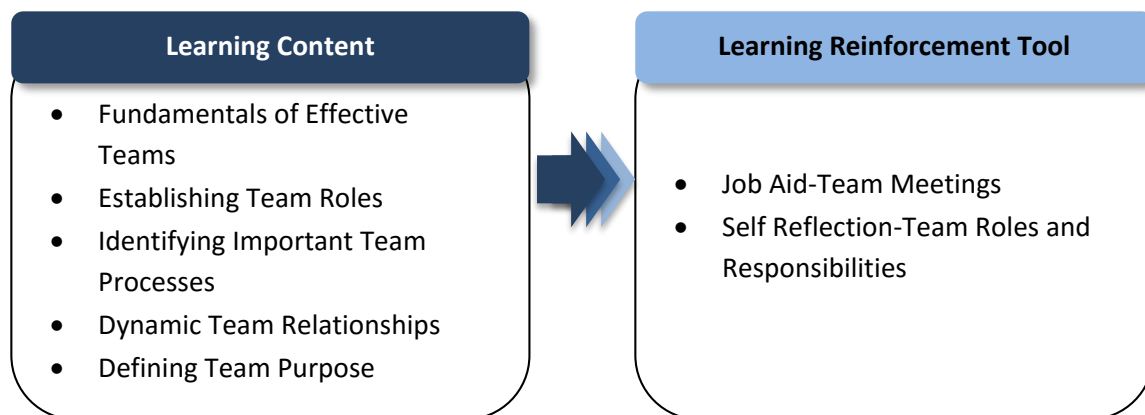 Learning Content
• Fundamentals of Effective
Teams
• Establishing Team Roles
• Identifying Important Team
Processes
• Dynamic Team Relationships
• Defining Team Purpose
Learning Reinforcement Tool
• Job Aid-Team Meetings
• Self Reflection-Team Roles and
Responsibilities